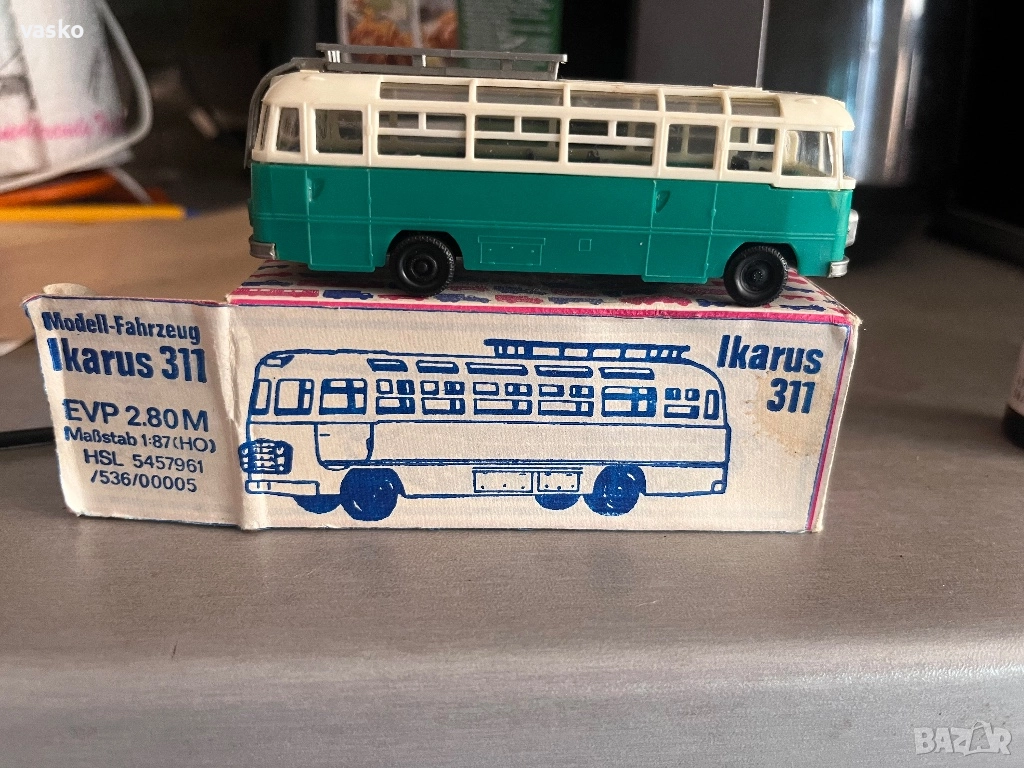 vasko
Modell-Fahrzeug
Ikarus 311
EVP 2.80 M
Maßstab 1:87 (HO)
HSL 5457961
/536/00005
Ikarus
311
BAZAR